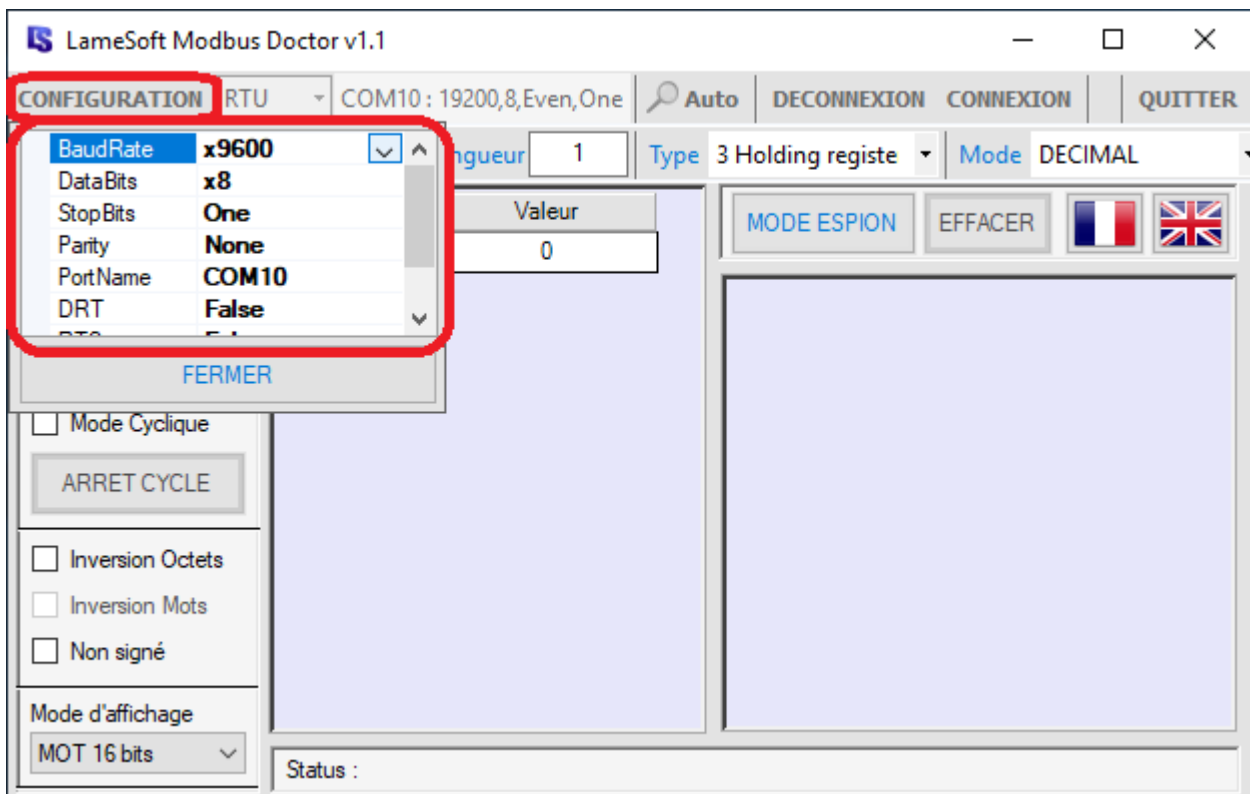 LameSoft Modbus Doctor v1.1
CONFIGURATION RTU COM10 : 19200,8,Even,One Auto DECONNEXION CONNEXION QUITTER
BaudRate x9600
DataBits x8
StopBits One
Parity None
PortName COM10
DRT False
FERMER
ngueur 1 Type 3 Holding registe Mode DECIMAL
Valeur
0
MODE ESPION EFFACER
Mode Cyclique
ARRET CYCLE
Inversion Octets
Inversion Mots
Non signé
Mode d'affichage
MOT 16 bits
Status :